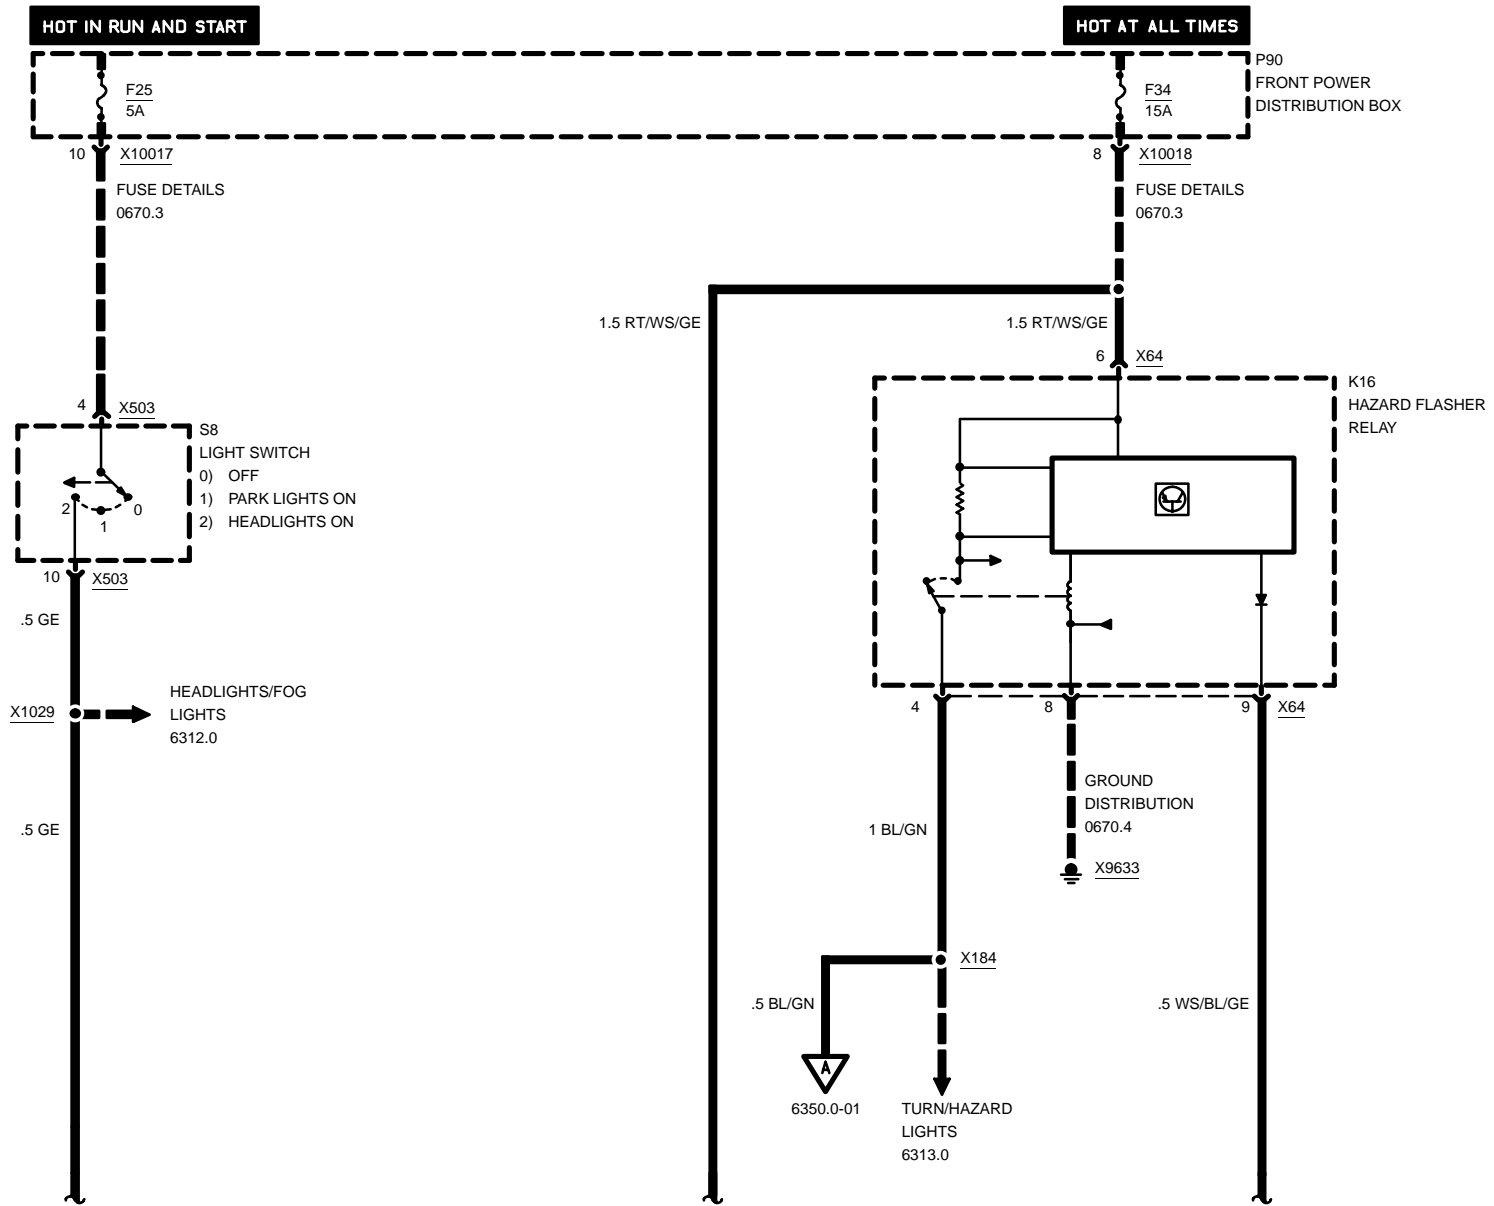 HOT IN RUN AND START
HOT AT ALL TIMES
P90
FRONT POWER
DISTRIBUTION BOX
F25
5A
F34
15A
10
X10017
8
X10018
FUSE DETAILS
0670.3
FUSE DETAILS
0670.3
1.5 RT/WS/GE
1.5 RT/WS/GE
6
X64
K16
HAZARD FLASHER
RELAY
4
X503
S8
LIGHT SWITCH
0) OFF
1) PARK LIGHTS ON
2) HEADLIGHTS ON
2
1
0
10
X503
.5 GE
X1029
HEADLIGHTS/FOG
LIGHTS
6312.0
4
8
9
X64
GROUND
DISTRIBUTION
0670.4
.5 GE
1 BL/GN
X9633
X184
.5 BL/GN
.5 WS/BL/GE
A
6350.0-01
TURN/HAZARD
LIGHTS
6313.0